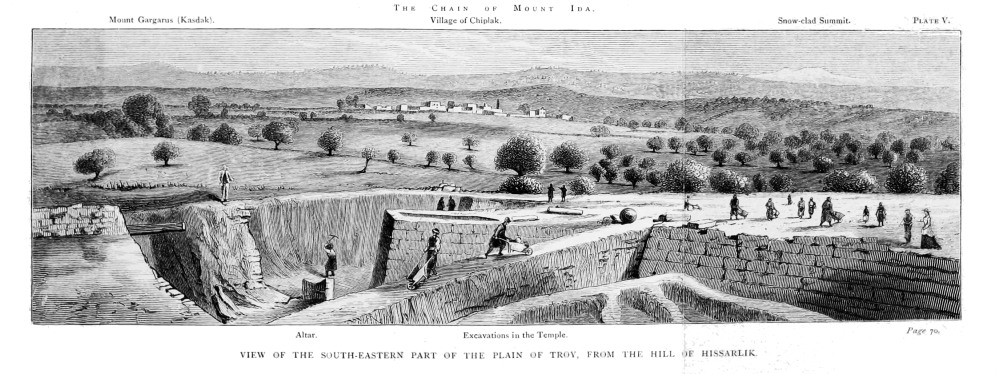 THE CHAIN OF MOUNT IDA.
Mount Gargarus (Kasdak). Village of Chiplak. Snow-clad Summit. PLATE V.
Altar. Excavations in the Temple. Page 70.
VIEW OF THE SOUTH-EASTERN PART OF THE PLAIN OF TROY, FROM THE HILL OF HISSARLIK.